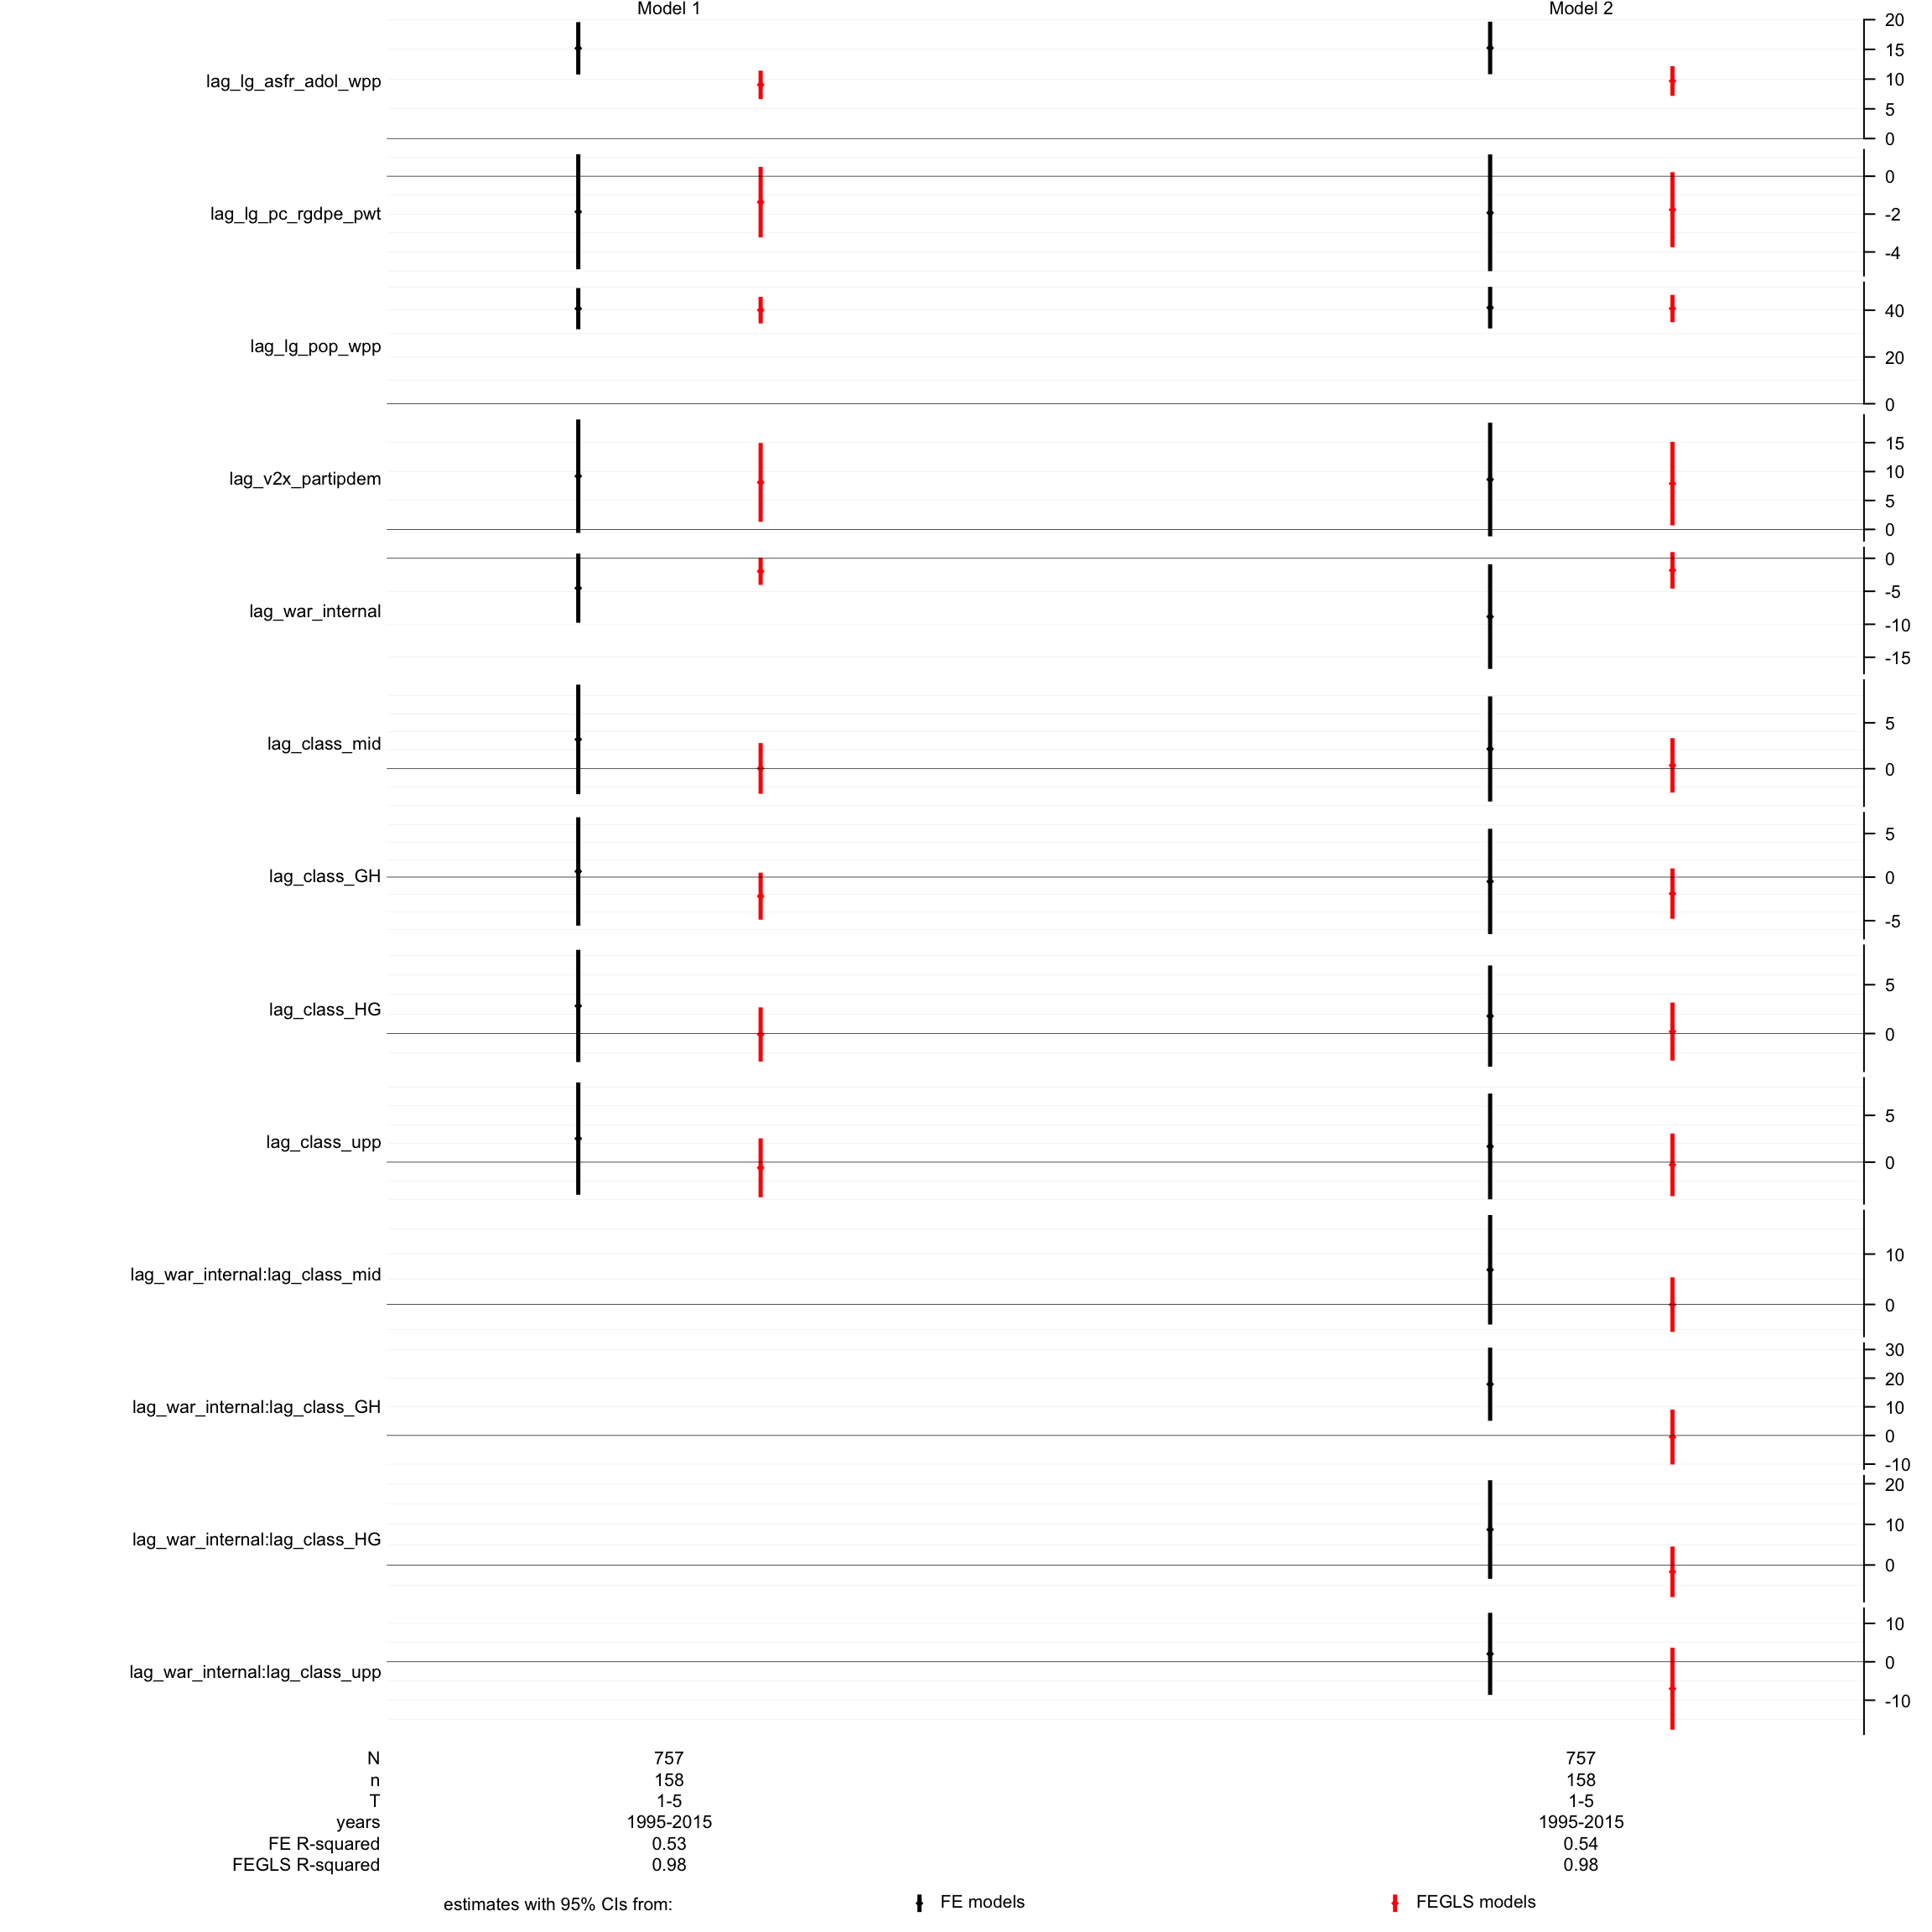 Model 1 Model 2
20
15
lag_lg_asfr_adol_wpp 10
5
0
0
lag_lg_pc_rgdpe_pwt -2
-4
40
lag_lg_pop_wpp
20
0
15
lag_v2x_partipdem 10
5
0
0
-5
lag_war_internal -10
-15
5
lag_class_mid
0
5
lag_class_GH 0
-5
5
lag_class_HG
0
5
lag_class_upp
0
10
lag_war_internal:lag_class_mid
0
30
20
lag_war_internal:lag_class_GH 10
0
-10
20
10
lag_war_internal:lag_class_HG
0
10
0
lag_war_internal:lag_class_upp
-10
N 757 757
n 158 158
T 1-5 1-5
years 1995-2015 1995-2015
FE R-squared 0.53 0.54
FEGLS R-squared 0.98 0.98
estimates with 95% CIs from: FE models FEGLS models